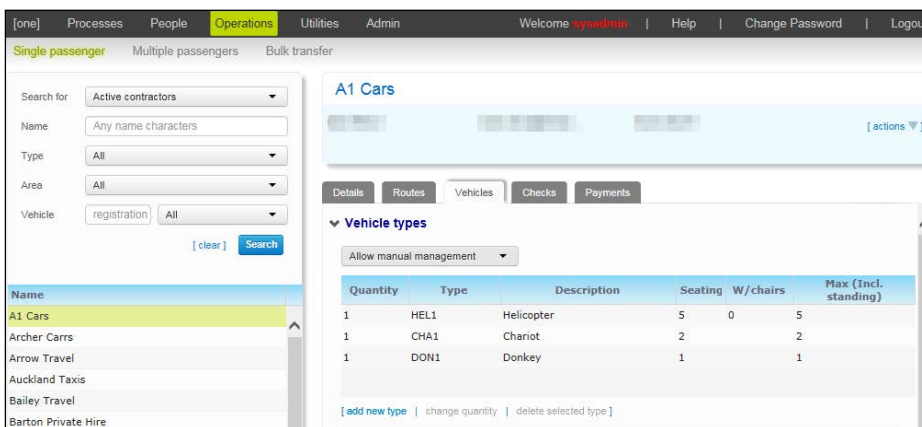 [one] Processes People Operations Utilities Admin Welcome sysadmin | Help | Change Password |
Single passenger Multiple passengers Bulk transfer
Search for Active contractors
Name Any name characters
Type All
Area All
Vehicle registration All
[ clear ] Search
Name
A1 Cars
Archer Carrs
Arrow Travel
Auckland Taxis
Bailey Travel
Barton Private Hire
A1 Cars
[ actions ]
Details Routes Vehicles Checks Payments
Vehicle types
Allow manual management
Quantity Type Description Seating W/chairs Max (Incl.
standing)
1 HEL1 Helicopter 5 0 5
1 CHA1 Chariot 2 2
1 DON1 Donkey 1 1
[ add new type | change quantity | delete selected type ]